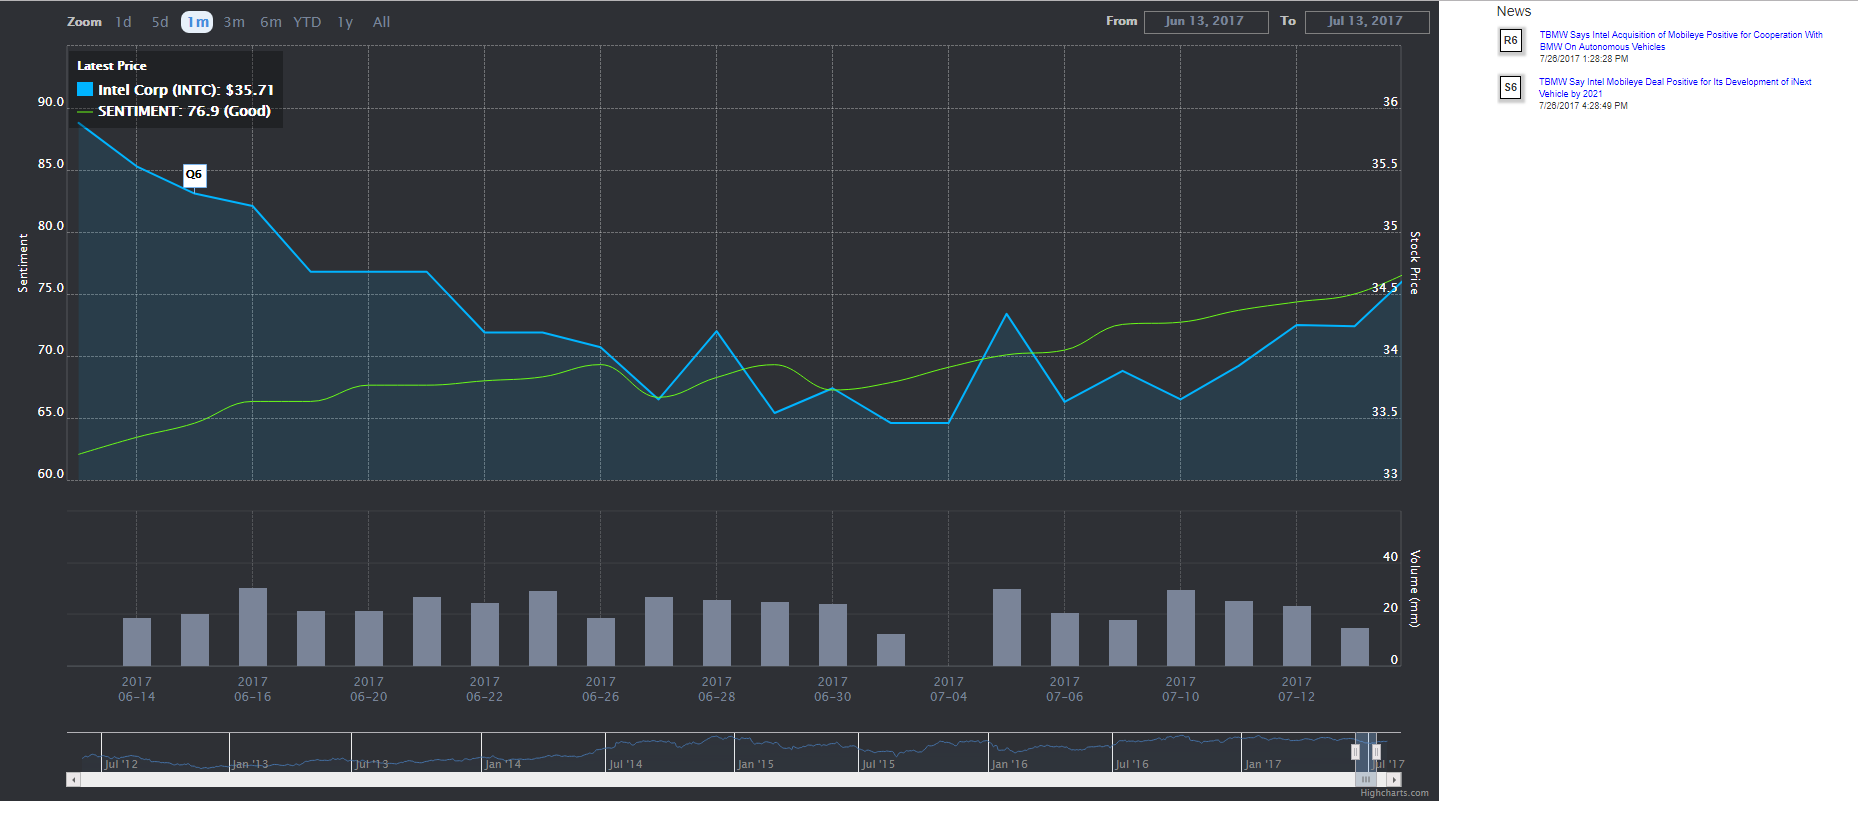 Zoom 1d 5d 1m 3m 6m YTD 1y All
From Jun 13, 2017 To Jul 13, 2017
Latest Price
Intel Corp (INTC): $35.71
SENTIMENT: 76.9 (Good)
90.0
85.0
80.0
75.0
70.0
65.0
60.0
Sentiment
Q6
36
35.5
35
34.5
34
33.5
33
Stock Price
40
20
0
Volume (mm)
2017 2017 2017 2017 2017 2017 2017 2017 2017 2017 2017
06-14 06-16 06-20 06-22 06-26 06-28 06-30 07-04 07-06 07-10 07-12
Jul '12 Jan '13 Jul '13 Jan '14 Jul '14 Jan '15 Jul '15 Jan '16 Jul '16 Jan '17 Jul '17
Highcharts.com
News
R6
TBMW Says Intel Acquisition of Mobileye Positive for Cooperation With
BMW On Autonomous Vehicles
7/26/2017 1:28:28 PM
S6
TBMW Say Intel Mobileye Deal Positive for Its Development of iNext
Vehicle by 2021
7/26/2017 4:28:49 PM